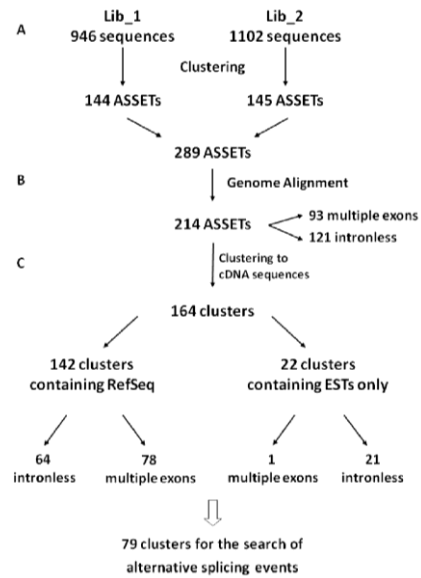 A
Lib_1
946 sequences
Lib_2
1102 sequences
Clustering
144 ASSETs
145 ASSETs
289 ASSETs
B
Genome Alignment
214 ASSETs
93 multiple exons
121 intronless
C
Clustering to
cDNA sequences
164 clusters
142 clusters
containing RefSeq
22 clusters
containing ESTs only
64
intronless
78
multiple exons
1
multiple exons
21
intronless
79 clusters for the search of
alternative splicing events